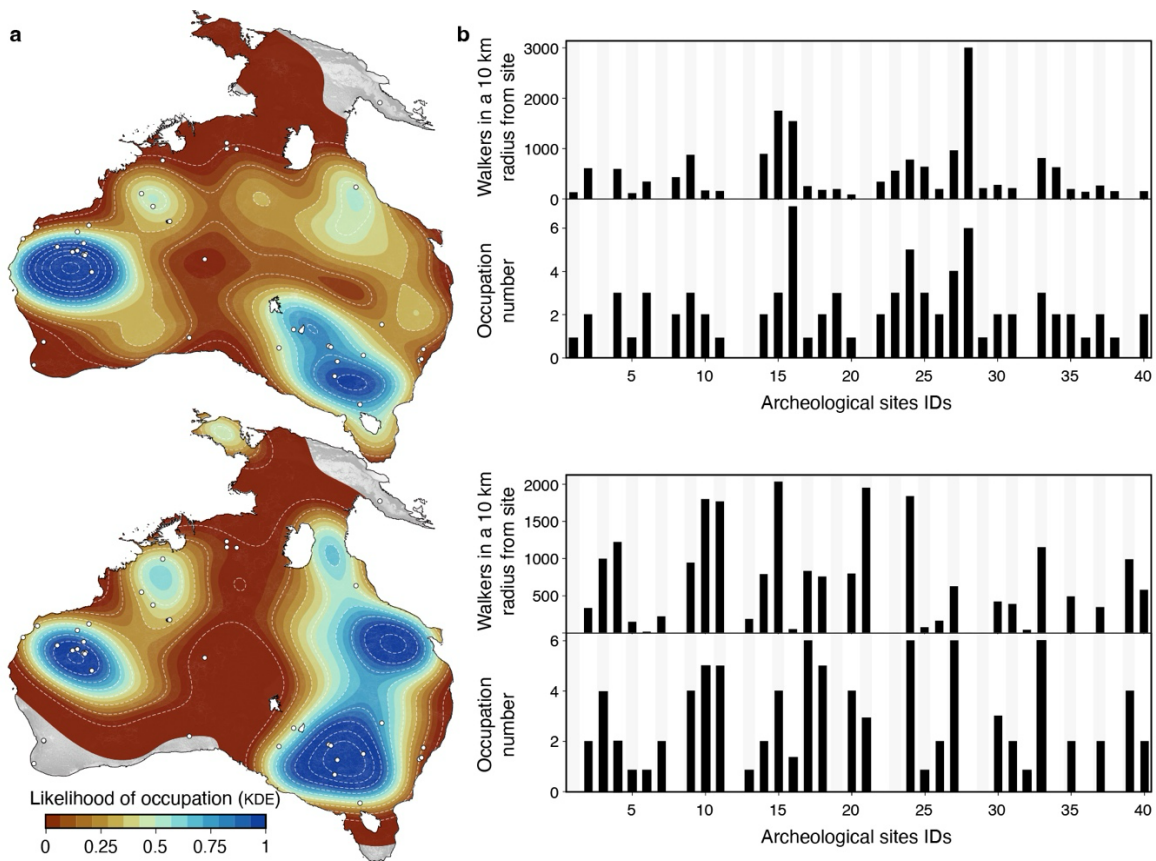 a
b
Walkers in a 10 km
radius from site
3000
2000
1000
0
Occupation
number
6
4
2
0
5
10
15
20
25
30
35
40
Archeological sites IDs
Walkers in a 10 km
radius from site
2000
1500
1000
500
Occupation
number
6
4
2
0
5
10
15
20
25
30
35
40
Archeological sites IDs
Likelihood of occupation (KDE)
0
0.25
0.5
0.75
1